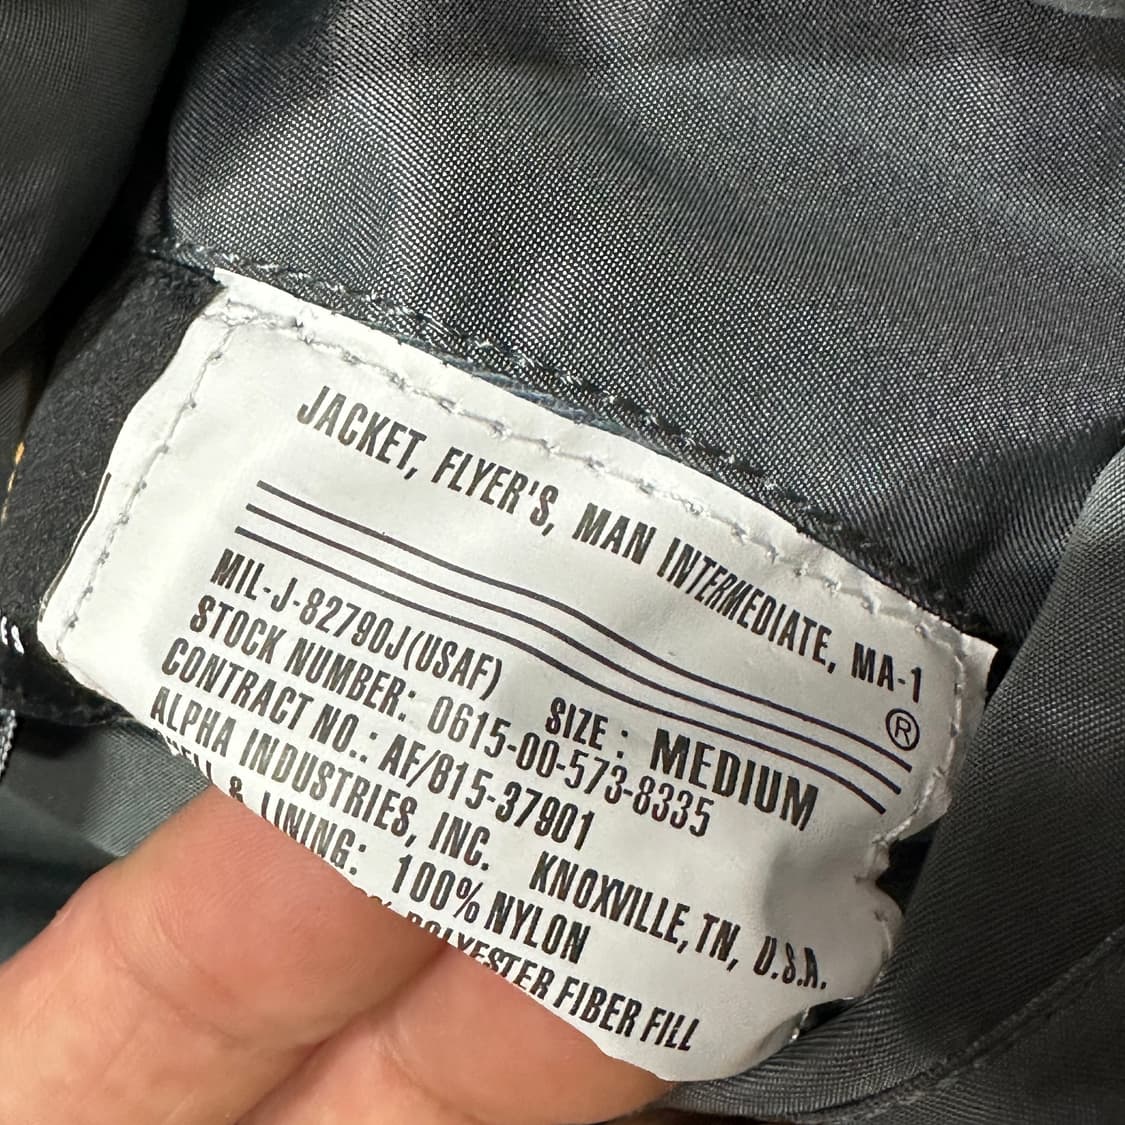 JACKET, FLYER'S, MAN INTERMEDIATE, MA-1
®
MIL-J-82790J(USAF) SIZE : MEDIUM
STOCK NUMBER: 0615-00-573-8335
CONTRACT NO.: AF/B15-37901
ALPHA INDUSTRIES, INC. KNOXVILLE, TN, U.S.A.
& LINING: 100% NYLON
POLYESTER FIBER FILL